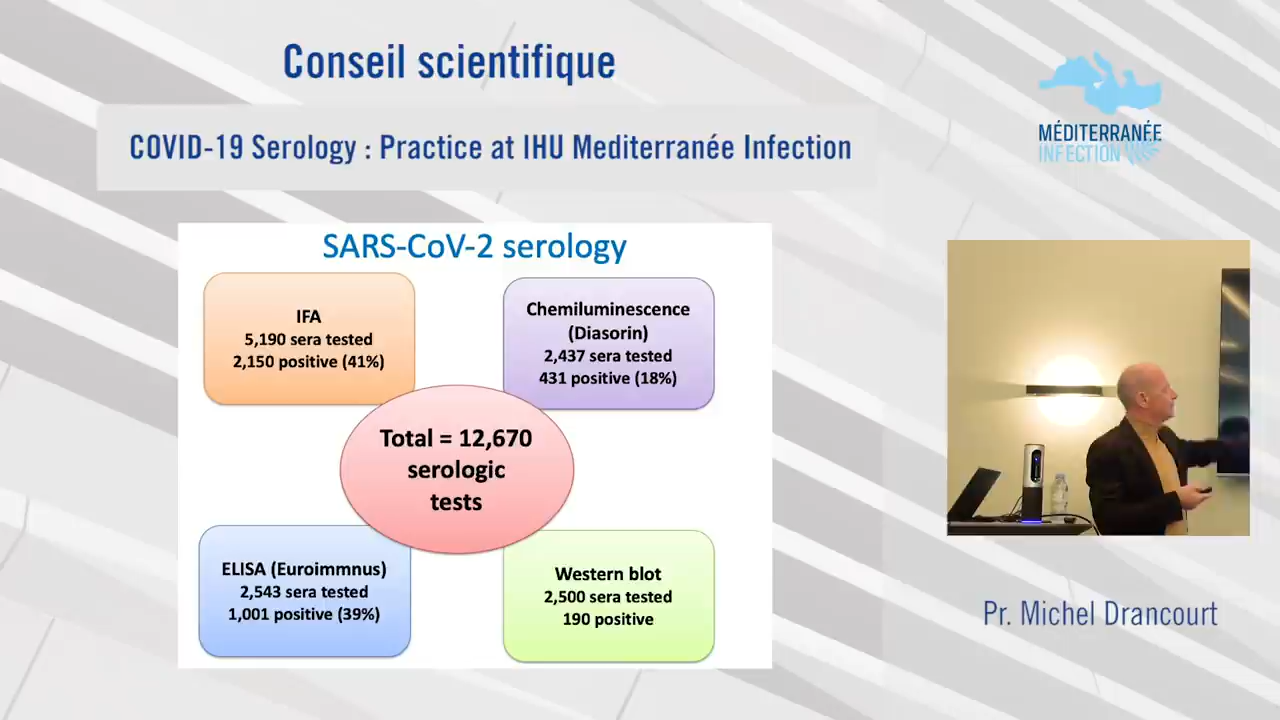 Conseil scientifique
COVID-19 Serology : Practice at IHU Mediterranée Infection
MÉDITERRANÉE
INFECTION
SARS-CoV-2 serology
IFA
5,190 sera tested
2,150 positive (41%)
Chemiluminescence
(Diasorin)
2,437 sera tested
431 positive (18%)
Total = 12,670
serologic
tests
ELISA (Euroimmnus)
2,543 sera tested
1,001 positive (39%)
Western blot
2,500 sera tested
190 positive
Pr. Michel Drancourt